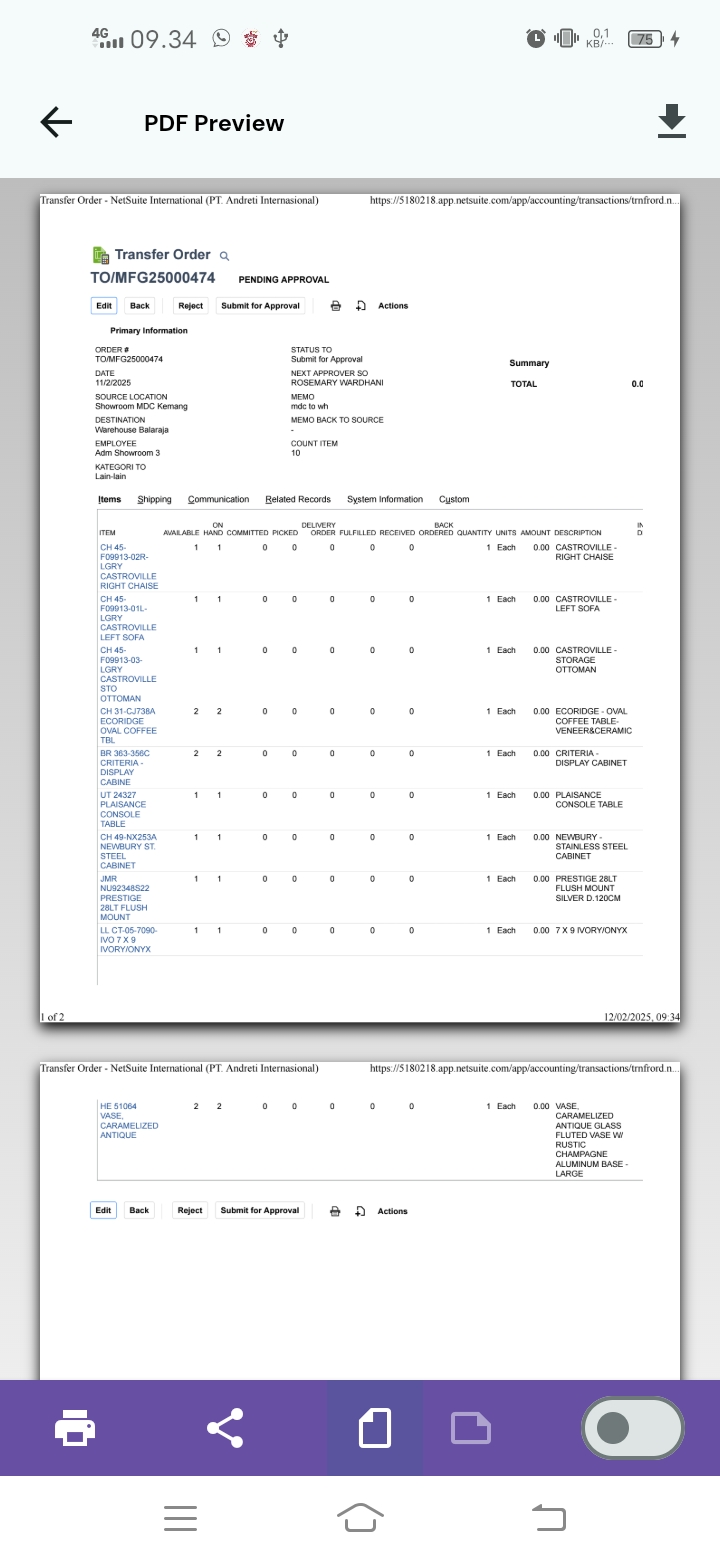 4G 09.34 0,1 KB/... 75
PDF Preview
Transfer Order - NetSuite International (PT. Andreti Internasional) https://5180218.app.netsuite.com/app/accounting/transactions/trnfrord.n...
Transfer Order
TO/MFG25000474 PENDING APPROVAL
Edit Back Reject Submit for Approval Actions
Primary Information
ORDER #
TO/MFG25000474
DATE
11/2/2025
SOURCE LOCATION
Showroom MDC Kemang
DESTINATION
Warehouse Balaraja
EMPLOYEE
Adm Showroom 3
KATEGORI TO
Lain-lain
STATUS TO
Submit for Approval
NEXT APPROVER SO
ROSEMARY WARDHANI
MEMO
mdc to wh
MEMO BACK TO SOURCE
-
COUNT ITEM
10
Summary
TOTAL 0.0
Items Shipping Communication Related Records System Information Custom
ITEM AVAILABLE ON HAND COMMITTED PICKED DELIVERY ORDER FULFILLED RECEIVED BACK ORDERED QUANTITY UNITS AMOUNT DESCRIPTION IN D
CH 45- 1 1 0 0 0 0 0 1 Each 0.00 CASTROVILLE -
F09913-02R- RIGHT CHAISE
LGRY
CASTROVILLE
RIGHT CHAISE
CH 45- 1 1 0 0 0 0 0 1 Each 0.00 CASTROVILLE -
F09913-01L- LEFT SOFA
LGRY
CASTROVILLE
LEFT SOFA
CH 45- 1 1 0 0 0 0 0 1 Each 0.00 CASTROVILLE -
F09913-03- STORAGE
LGRY OTTOMAN
CASTROVILLE
STO
OTTOMAN
CH 31-CJ738A 2 2 0 0 0 0 0 1 Each 0.00 ECORIDGE - OVAL
ECORIDGE COFFEE TABLE-
OVAL COFFEE VENEER&CERAMIC
TBL
BR 363-356C 2 2 0 0 0 0 0 1 Each 0.00 CRITERIA -
CRITERIA - DISPLAY CABINET
DISPLAY
CABINE
UT 24327 1 1 0 0 0 0 0 1 Each 0.00 PLAISANCE
PLAISANCE CONSOLE TABLE
CONSOLE
TABLE
CH 49-NX253A 1 1 0 0 0 0 0 1 Each 0.00 NEWBURY -
NEWBURY ST. STAINLESS STEEL
STEEL CABINET
CABINET
JMR 1 1 0 0 0 0 0 1 Each 0.00 PRESTIGE 28LT
NU92348S22 FLUSH MOUNT
PRESTIGE SILVER D.120CM
28LT FLUSH
MOUNT
LL CT-05-7090- 1 1 0 0 0 0 0 1 Each 0.00 7 X 9 IVORY/ONYX
IVO 7 X 9
IVORY/ONYX
1 of 2 12/02/2025, 09:34
Transfer Order - NetSuite International (PT. Andreti Internasional) https://5180218.app.netsuite.com/app/accounting/transactions/trnfrord.n...
HE 51064 2 2 0 0 0 0 0 1 Each 0.00 VASE,
VASE, CARAMELIZED
CARAMELIZED ANTIQUE GLASS
ANTIQUE FLUTED VASE W/
RUSTIC
CHAMPAGNE
ALUMINUM BASE -
LARGE
Edit Back Reject Submit for Approval Actions